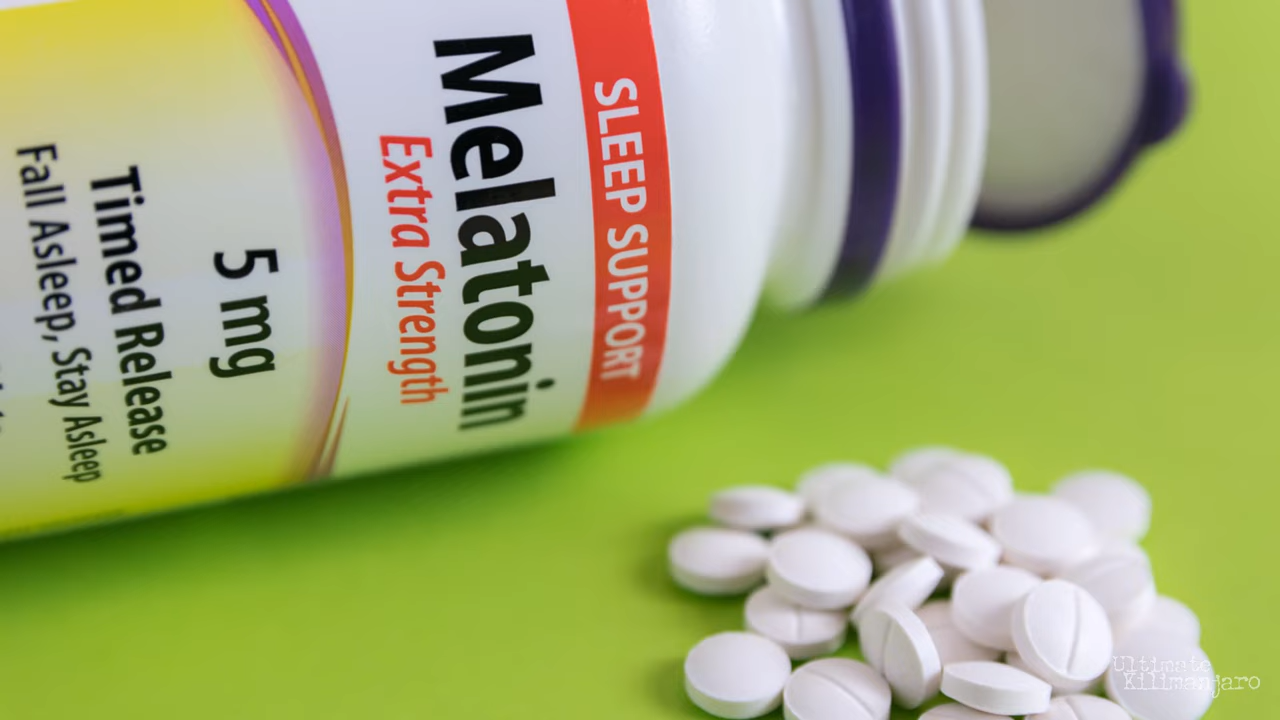 SLEEP SUPPORT
Melatonin
Extra Strength
5 mg
Timed Release
Fall Asleep, Stay Asleep
Ultimate
Kilimanjaro